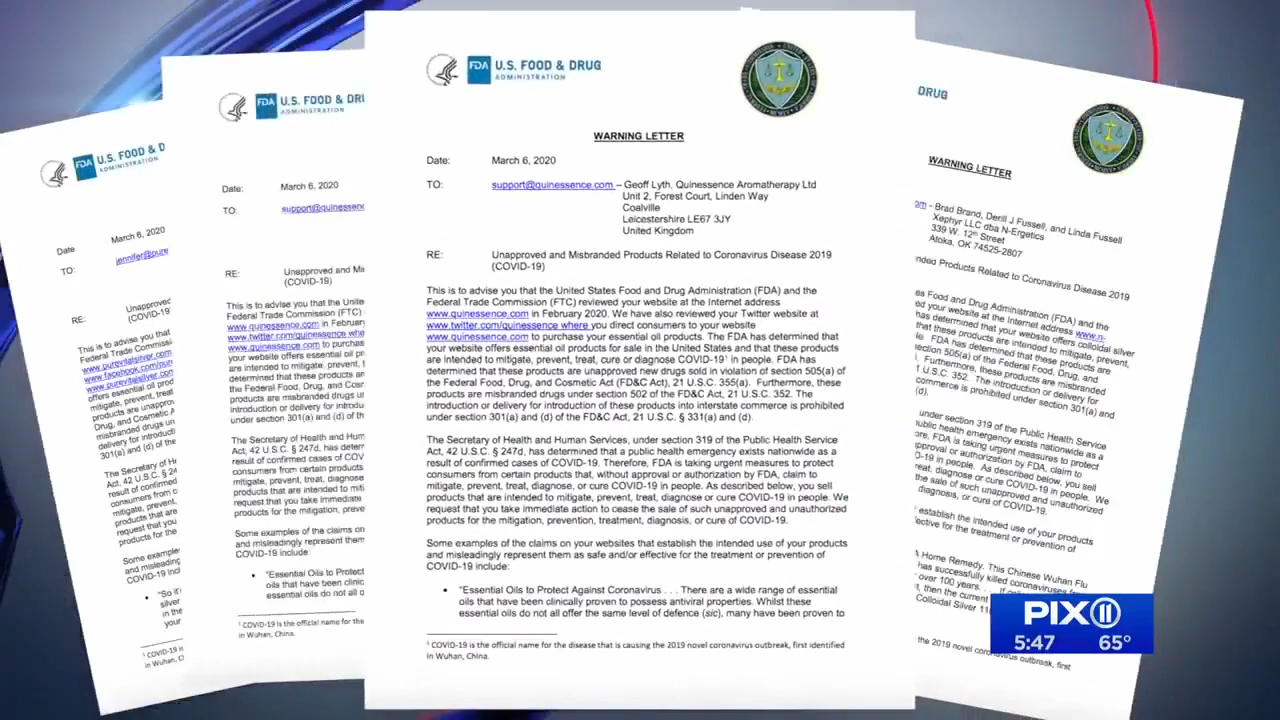 U.S. FOOD & D
ADMINISTRATION
FDA
Date
March 6, 2020
TO:
jennifer@pure
RE:
Unapproved
(COVID-19)
This is to advise you that
Federal Trade Commissi
www.purevitalsilver.com
www.facebook.com/pure
www.purevitalsilver.com
offers essential oil prod
mitigate, prevent, treat,
products are unapprov
Drug, and Cosmetic A
misbranded drugs un
delivery for introducti
301(a) and (d) of the
The Secretary of H
Act, 42 U.S.C. § 24
result of confirmed
consumers from
mitigate, prevent,
products that are
request that you
products for the
Some examples
and misleading
COVID-19 incl
• "So it'
silver
in the
your
¹ COVID-19 i
in Wuhan, C
FDA
U.S. FOOD & DRU
ADMINISTRATION
Date:
March 6, 2020
TO:
support@quinessenc
RE:
Unapproved and Mis
(COVID-19)
This is to advise you that the Unite
Federal Trade Commission (FTC) r
www.quinessence.com in February
www.twitter.com/quinessence wher
www.quinessence.com to purchase
your website offers essential oil pro
are intended to mitigate, prevent, tr
determined that these products are
the Federal Food, Drug, and Cosmet
products are misbranded drugs un
introduction or delivery for introdu
under section 301(a) and (d) of th
The Secretary of Health and Hum
Act, 42 U.S.C. § 247d, has determ
result of confirmed cases of COV
consumers from certain products
mitigate, prevent, treat, diagnose
products that are intended to miti
request that you take immediate
products for the mitigation, preve
Some examples of the claims on
and misleadingly represent them
COVID-19 include:
• "Essential Oils to Protect
oils that have been clinic
essential oils do not all o
¹ COVID-19 is the official name for the
in Wuhan, China.
FDA
U.S. FOOD & DRUG
ADMINISTRATION
WARNING LETTER
Date: March 6, 2020
TO: support@quinessence.com – Geoff Lyth, Quinessence Aromatherapy Ltd
Unit 2, Forest Court, Linden Way
Coalville
Leicestershire LE67 3JY
United Kingdom
RE: Unapproved and Misbranded Products Related to Coronavirus Disease 2019
(COVID-19)
This is to advise you that the United States Food and Drug Administration (FDA) and the
Federal Trade Commission (FTC) reviewed your website at the Internet address
www.quinessence.com in February 2020. We have also reviewed your Twitter website at
www.twitter.com/quinessence where you direct consumers to your website
www.quinessence.com to purchase your essential oil products. The FDA has determined that
your website offers essential oil products for sale in the United States and that these products
are intended to mitigate, prevent, treat, cure or diagnose COVID-19¹ in people. FDA has
determined that these products are unapproved new drugs sold in violation of section 505(a) of
the Federal Food, Drug, and Cosmetic Act (FD&C Act), 21 U.S.C. 355(a). Furthermore, these
products are misbranded drugs under section 502 of the FD&C Act, 21 U.S.C. 352. The
introduction or delivery for introduction of these products into interstate commerce is prohibited
under section 301(a) and (d) of the FD&C Act, 21 U.S.C. § 331(a) and (d).
The Secretary of Health and Human Services, under section 319 of the Public Health Service
Act, 42 U.S.C. § 247d, has determined that a public health emergency exists nationwide as a
result of confirmed cases of COVID-19. Therefore, FDA is taking urgent measures to protect
consumers from certain products that, without approval or authorization by FDA, claim to
mitigate, prevent, treat, diagnose, or cure COVID-19 in people. As described below, you sell
products that are intended to mitigate, prevent, treat, diagnose or cure COVID-19 in people. We
request that you take immediate action to cease the sale of such unapproved and unauthorized
products for the mitigation, prevention, treatment, diagnosis, or cure of COVID-19.
Some examples of the claims on your websites that establish the intended use of your products
and misleadingly represent them as safe and/or effective for the treatment or prevention of
COVID-19 include:
• "Essential Oils to Protect Against Coronavirus . . . There are a wide range of essential
oils that have been clinically proven to possess antiviral properties. Whilst these
essential oils do not all offer the same level of defence (sic), many have been proven to
¹ COVID-19 is the official name for the disease that is causing the 2019 novel coronavirus outbreak, first identified
in Wuhan, China.
DRUG
WARNING LETTER
om – Brad Brand, Derill J Fussell, and Linda Fussell
Xephyr LLC dba N-Ergetics
339 W. 12th Street
Atoka, OK 74525-2807
nded Products Related to Coronavirus Disease 2019
es Food and Drug Administration (FDA) and the
ed your website at the Internet address www.n-
has determined that your website offers colloidal silver
that these products are intended to mitigate, prevent,
FDA has determined that these products are
section 505(a) of the Federal Food, Drug, and
Furthermore, these products are misbranded
1 U.S.C. 352. The introduction or delivery for
commerce is prohibited under section 301(a) and
(d).
under section 319 of the Public Health Service
public health emergency exists nationwide as a
ore, FDA is taking urgent measures to protect
approval or authorization by FDA, claim to
D-19 in people. As described below, you sell
reat, diagnose or cure COVID-19 in people. We
the sale of such unapproved and unauthorized
diagnosis, or cure of COVID-19.
establish the intended use of your products
fective for the treatment or prevention of
A Home Remedy. This Chinese Wuhan Flu
has successfully killed coronaviruses
over 100 years
then the current
Colloidal Silver 11
the 2019 novel coronavirus outbreak, first
PIX11
5:47 65°